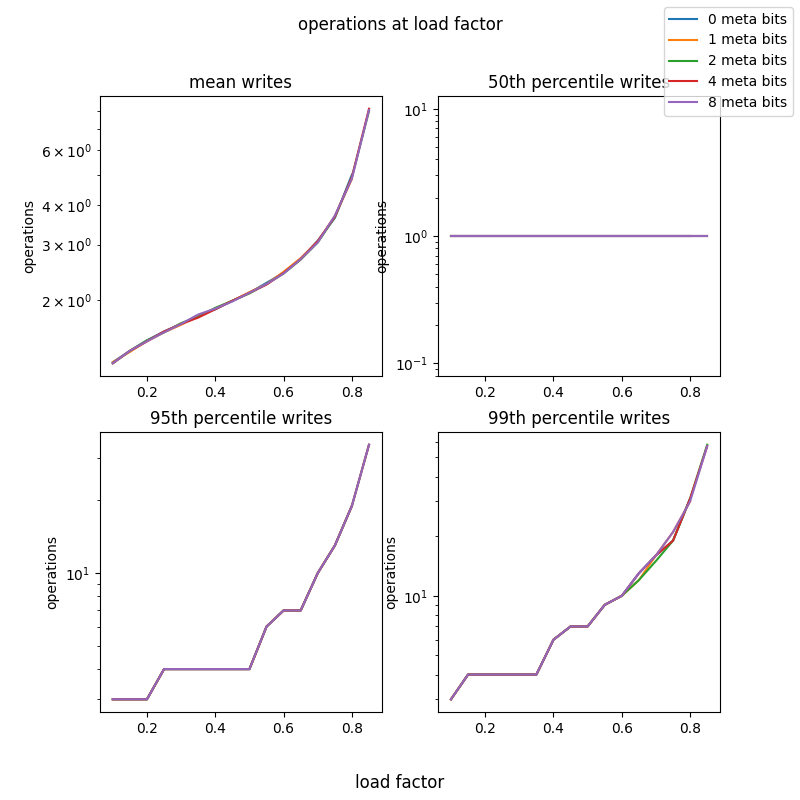 operations at load factor
0 meta bits
1 meta bits
2 meta bits
4 meta bits
8 meta bits
mean writes
operations
6 × 10⁰
4 × 10⁰
3 × 10⁰
2 × 10⁰
0.2 0.4 0.6 0.8
50th percentile writes
operations
10¹
10⁰
10⁻¹
0.2 0.4 0.6 0.8
95th percentile writes
operations
10¹
0.2 0.4 0.6 0.8
99th percentile writes
operations
10¹
0.2 0.4 0.6 0.8
load factor